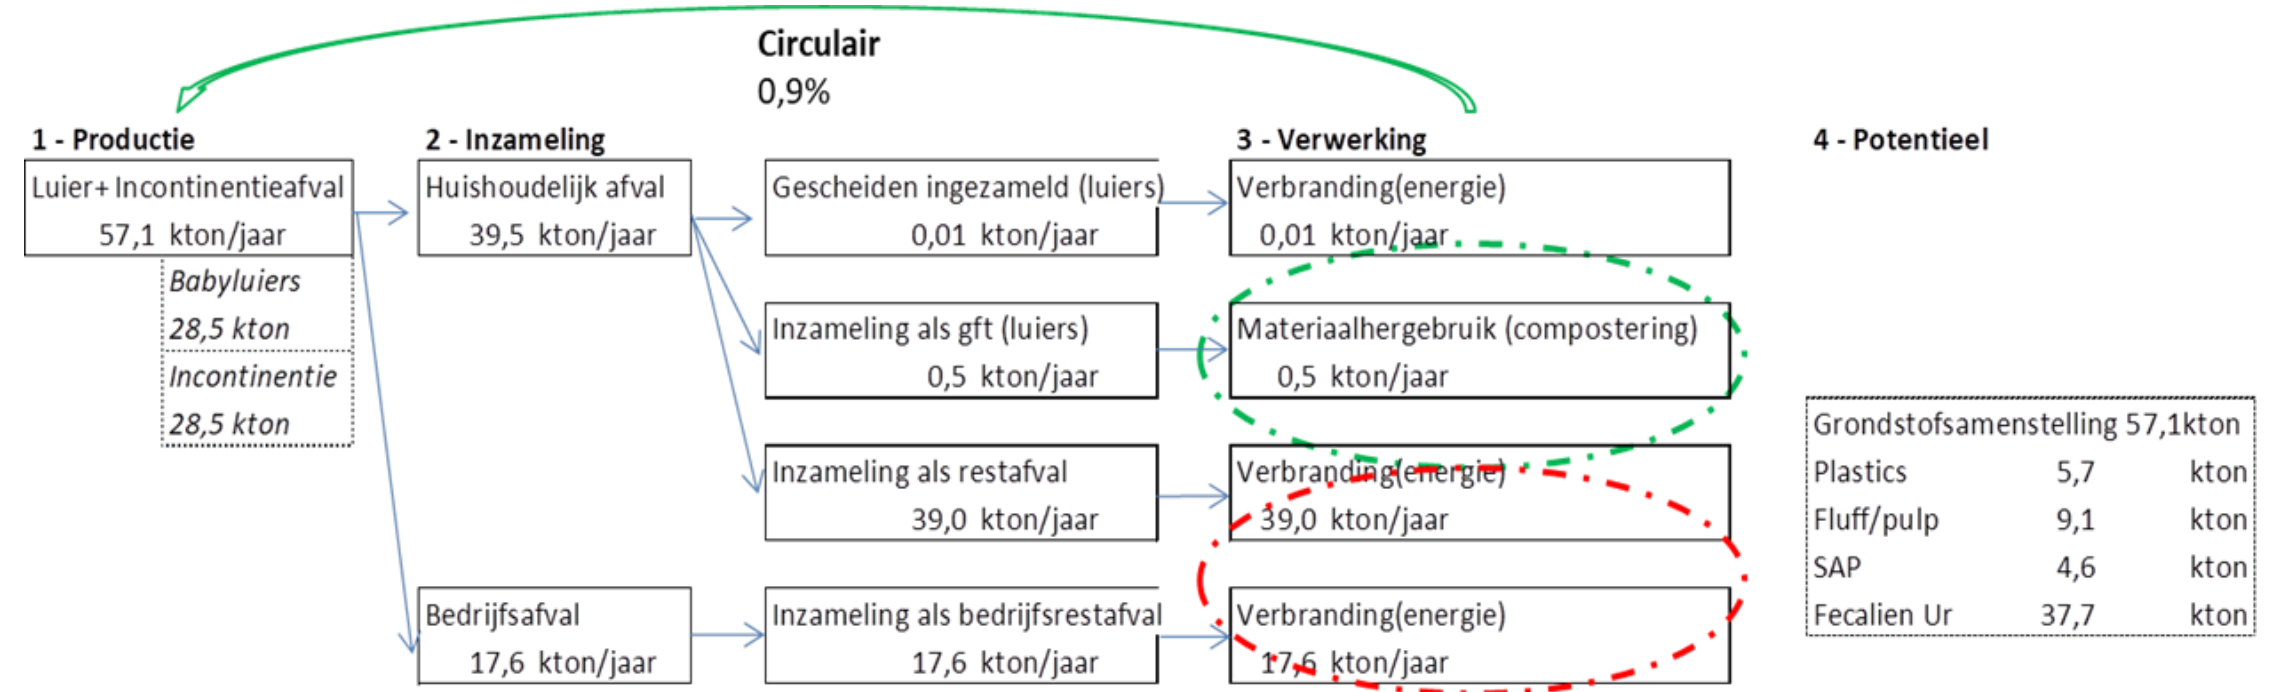 Circulair
0,9%
1 - Productie
2 - Inzameling
3 - Verwerking
4 - Potentieel
Luier+ Incontinentieafval
57,1 kton/jaar
Babyluiers
28,5 kton
Incontinentie
28,5 kton
Huishoudelijk afval
39,5 kton/jaar
Gescheiden ingezameld (luiers)
0,01 kton/jaar
Verbranding(energie)
0,01 kton/jaar
Inzameling als gft (luiers)
0,5 kton/jaar
Materiaalhergebruik (compostering)
0,5 kton/jaar
Inzameling als restafval
39,0 kton/jaar
Verbranding(energie)
39,0 kton/jaar
Bedrijfsafval
17,6 kton/jaar
Inzameling als bedrijfsrestafval
17,6 kton/jaar
Verbranding(energie)
17,6 kton/jaar
Grondstofsamenstelling 57,1kton
Plastics 5,7 kton
Fluff/pulp 9,1 kton
SAP 4,6 kton
Fecalien Ur 37,7 kton